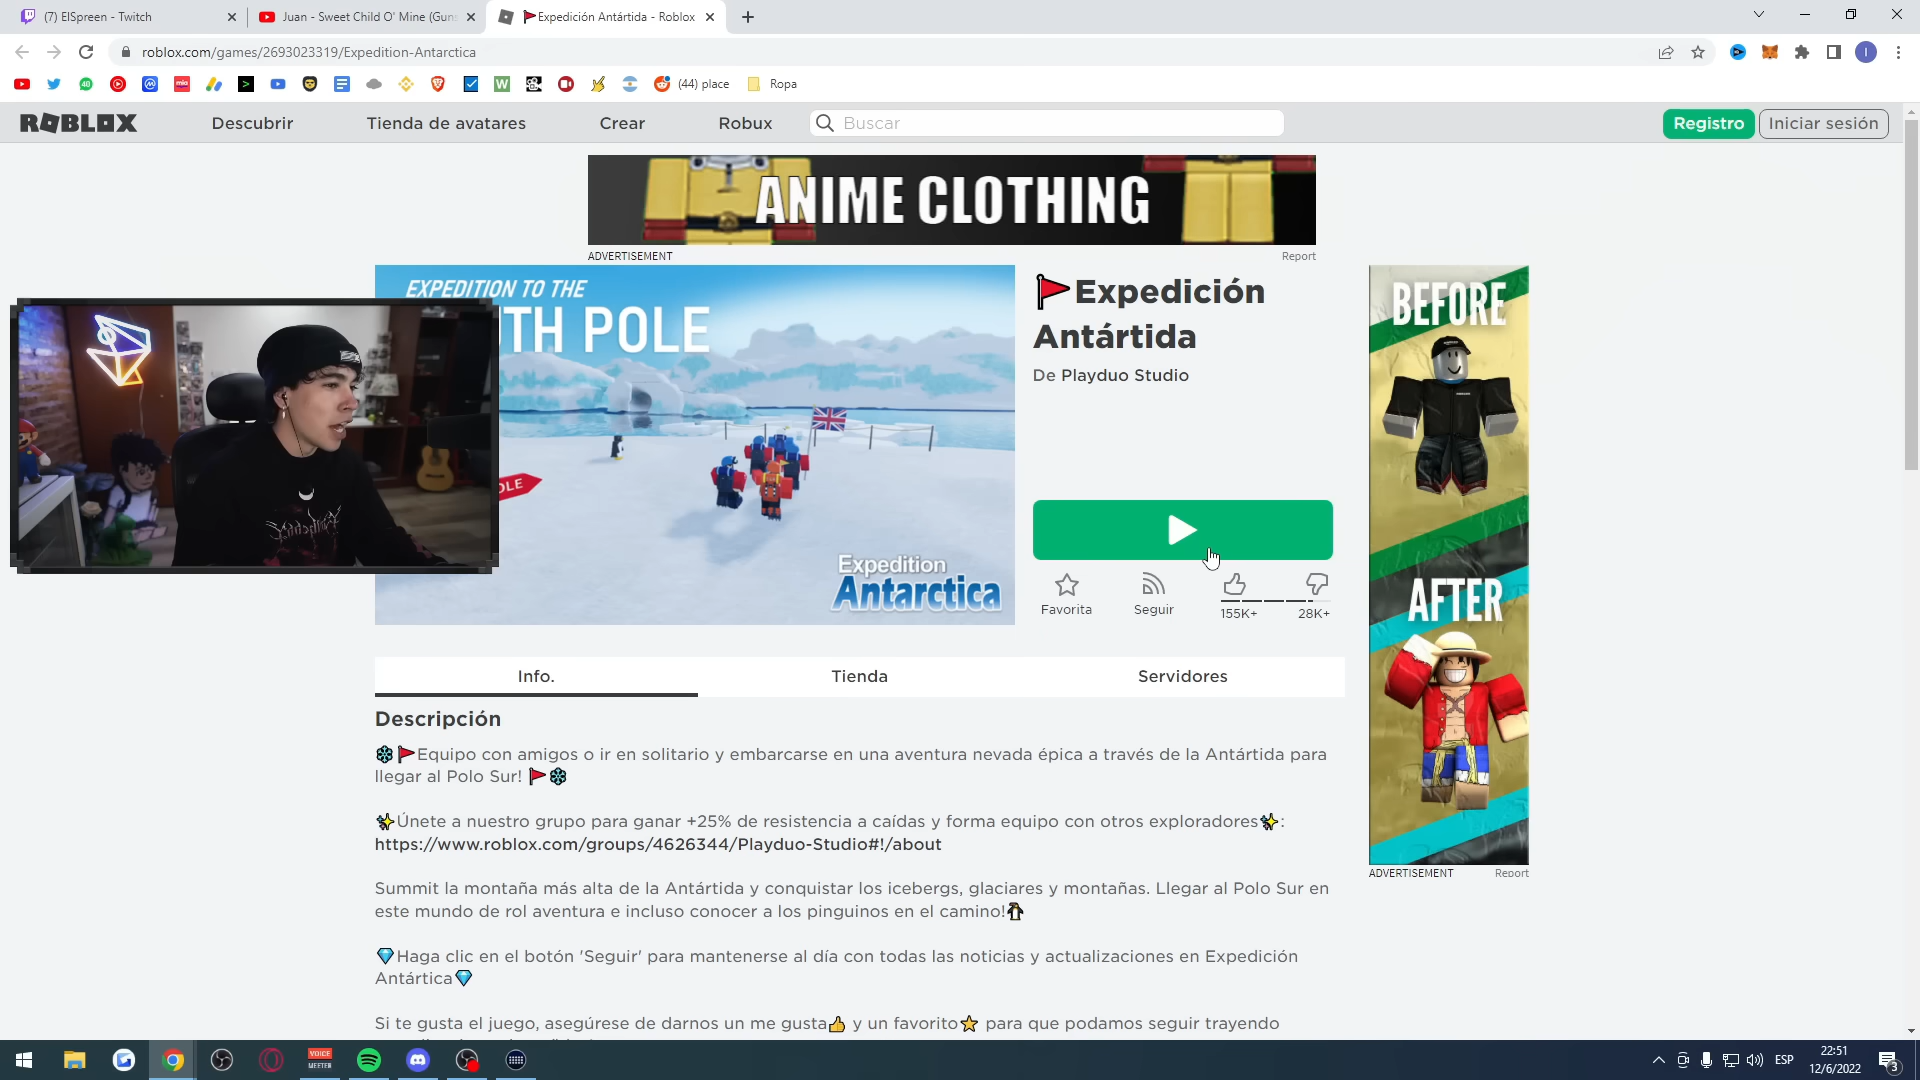 (7) ElSpreen - Twitch
Juan - Sweet Child O' Mine (Guns
Expedición Antártida - Roblox
roblox.com/games/2693023319/Expedition-Antarctica
(44) place
Ropa
ROBLOX
Descubrir
Tienda de avatares
Crear
Robux
Buscar
Registro
Iniciar sesión
ANIME CLOTHING
ADVERTISEMENT
Report
EXPEDITION TO THE
TH POLE
OLE
Expedition
Antarctica
Expedición
Antártida
De Playduo Studio
Favorita
Seguir
155K+
28K+
BEFORE
AFTER
ADVERTISEMENT
Report
Info.
Tienda
Servidores
Descripción
Equipo con amigos o ir en solitario y embarcarse en una aventura nevada épica a través de la Antártida para
llegar al Polo Sur!
Únete a nuestro grupo para ganar +25% de resistencia a caídas y forma equipo con otros exploradores:
https://www.roblox.com/groups/4626344/Playduo-Studio#!/about
Summit la montaña más alta de la Antártida y conquistar los icebergs, glaciares y montañas. Llegar al Polo Sur en
este mundo de rol aventura e incluso conocer a los pinguinos en el camino!
Haga clic en el botón 'Seguir' para mantenerse al día con todas las noticias y actualizaciones en Expedición
Antártica
Si te gusta el juego, asegúrese de darnos un me gusta y un favorito para que podamos seguir trayendo
VOICE
MEETER
ESP
22:51
12/6/2022
3